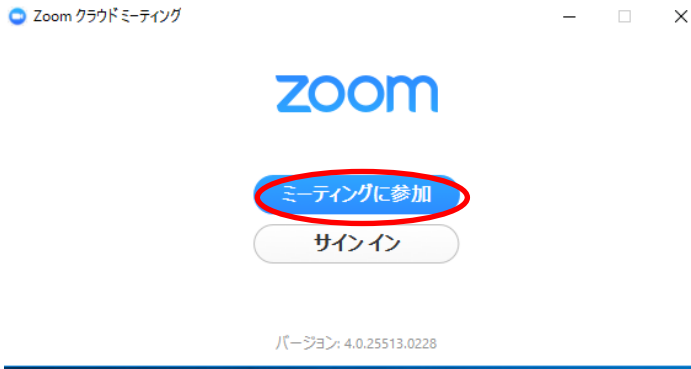 Zoom クラウド ミーティング
zoom
ミーティングに参加
サイン イン
バージョン: 4.0.25513.0228